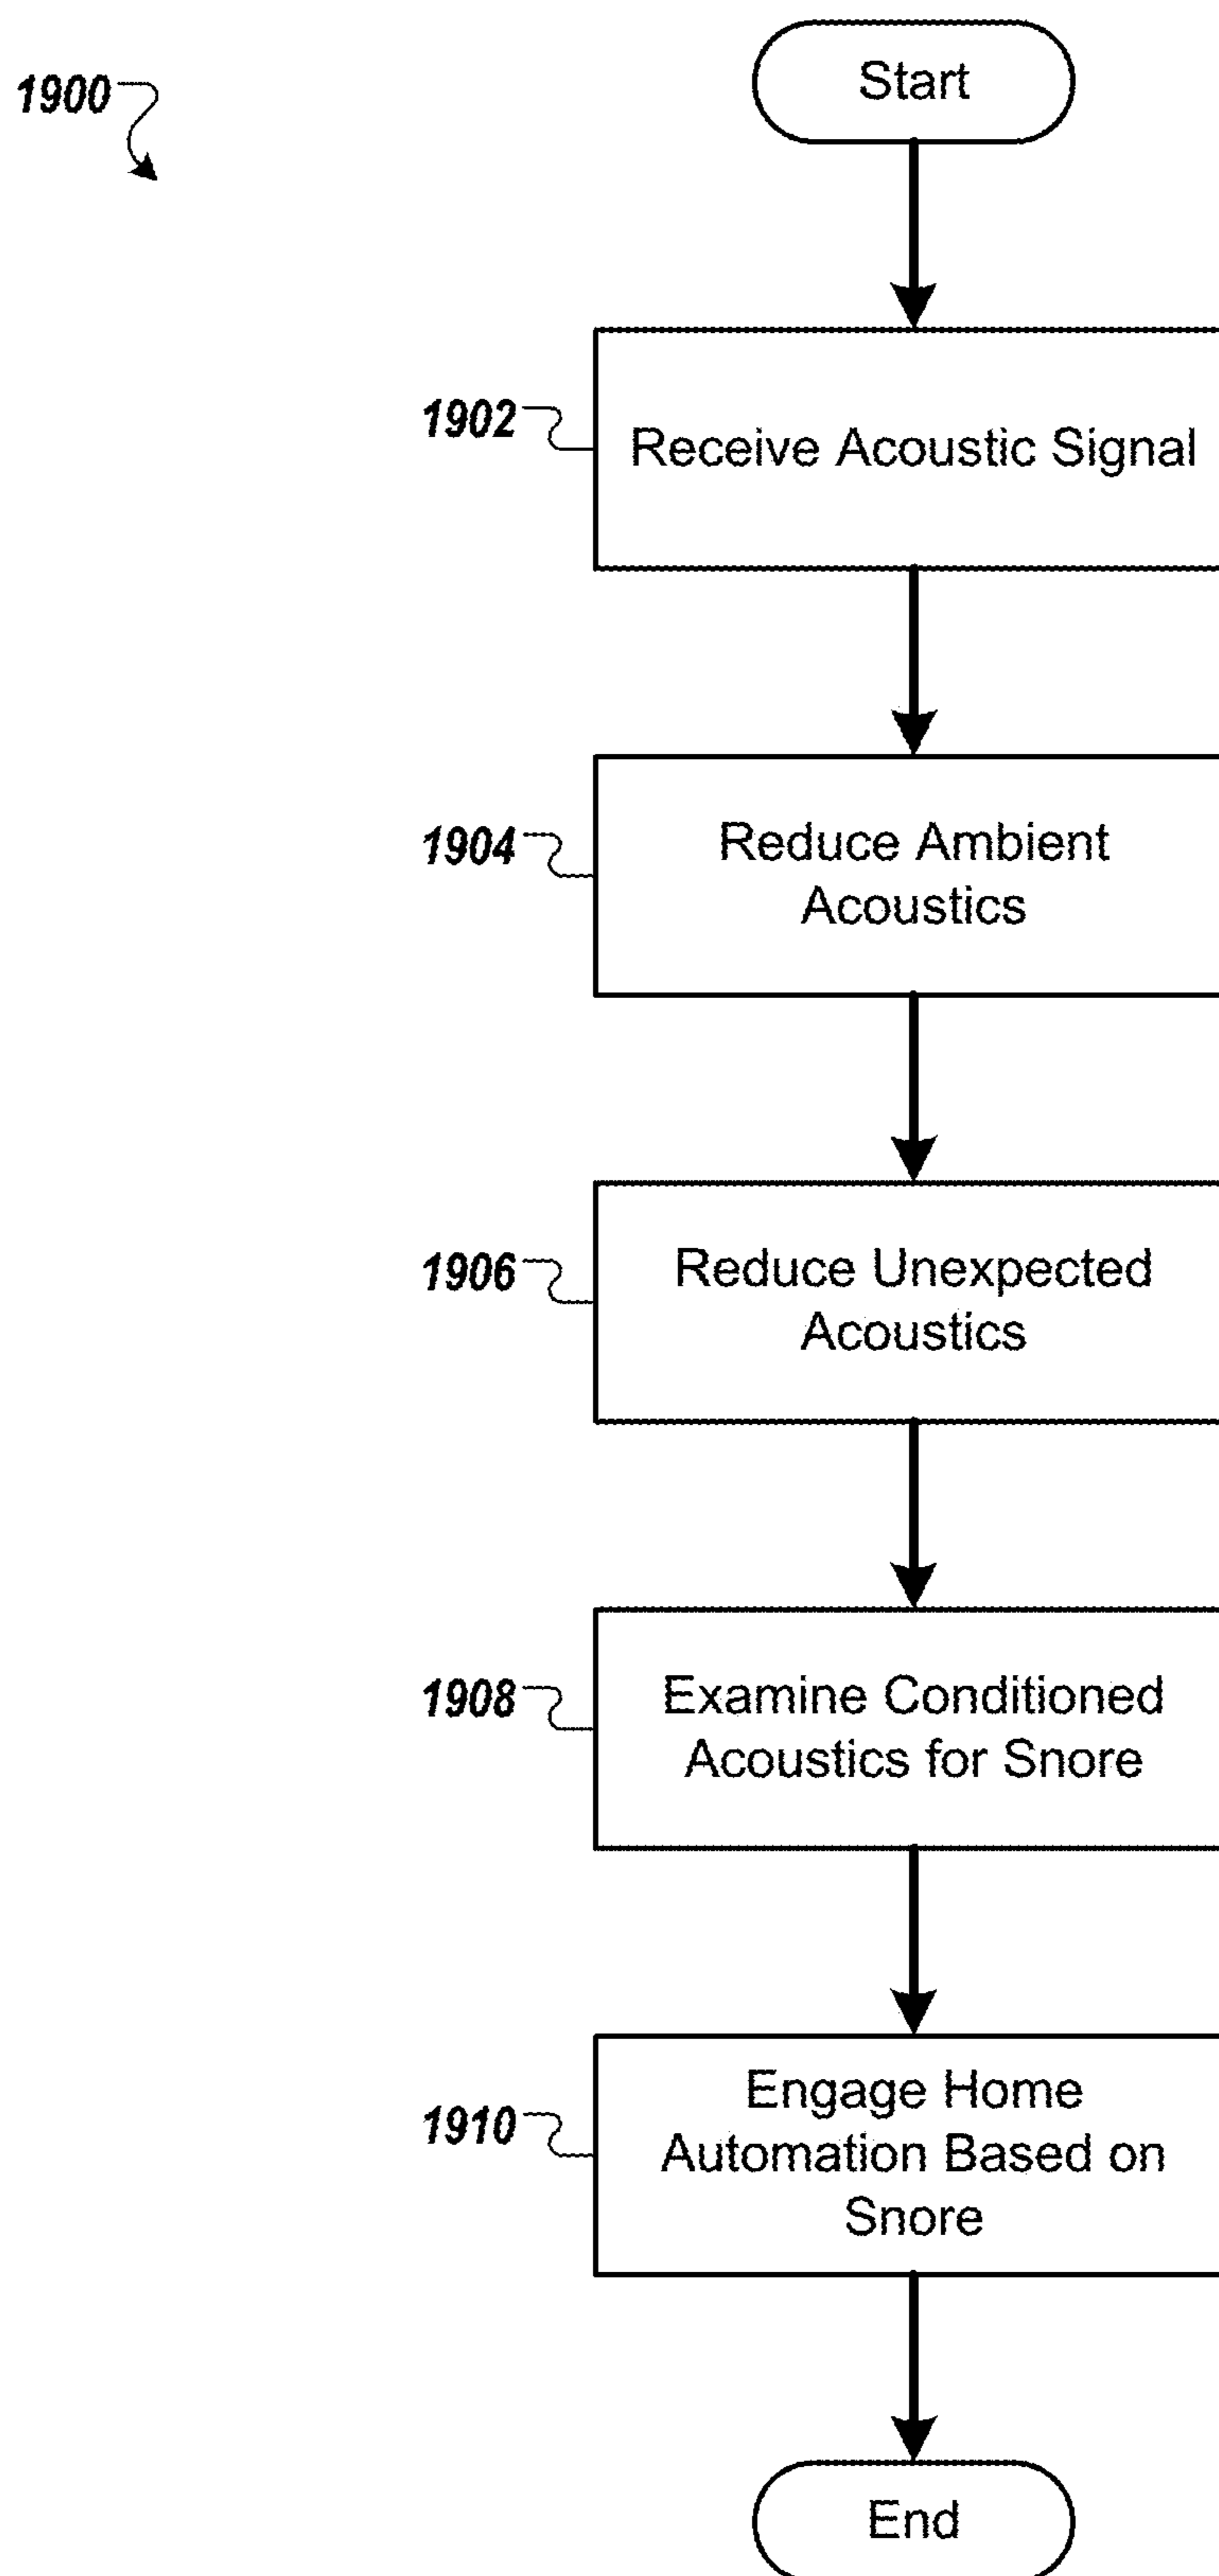 1900
Start
1902
Receive Acoustic Signal
1904
Reduce Ambient
Acoustics
1906
Reduce Unexpected
Acoustics
1908
Examine Conditioned
Acoustics for Snore
1910
Engage Home
Automation Based on
Snore
End